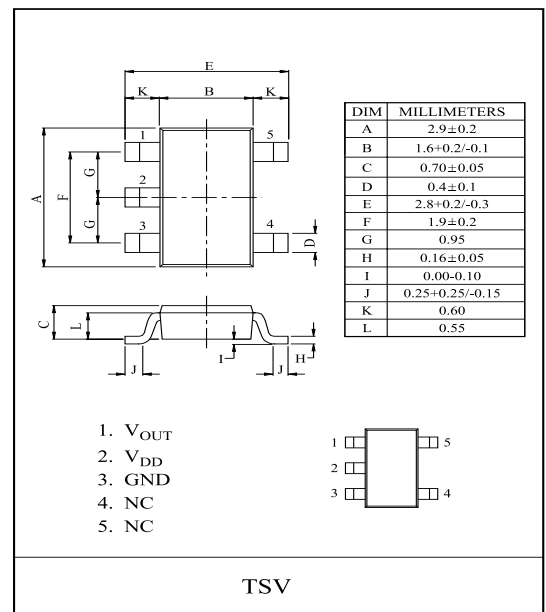 E
K B K
1 5
2
3 4
A
F
G
G
D
C
L
J
I
H
J
DIM MILLIMETERS
A 2.9±0.2
B 1.6+0.2/-0.1
C 0.70±0.05
D 0.4±0.1
E 2.8+0.2/-0.3
F 1.9±0.2
G 0.95
H 0.16±0.05
I 0.00-0.10
J 0.25+0.25/-0.15
K 0.60
L 0.55
1. VOUT
2. VDD
3. GND
4. NC
5. NC
1 5
2
3 4
TSV